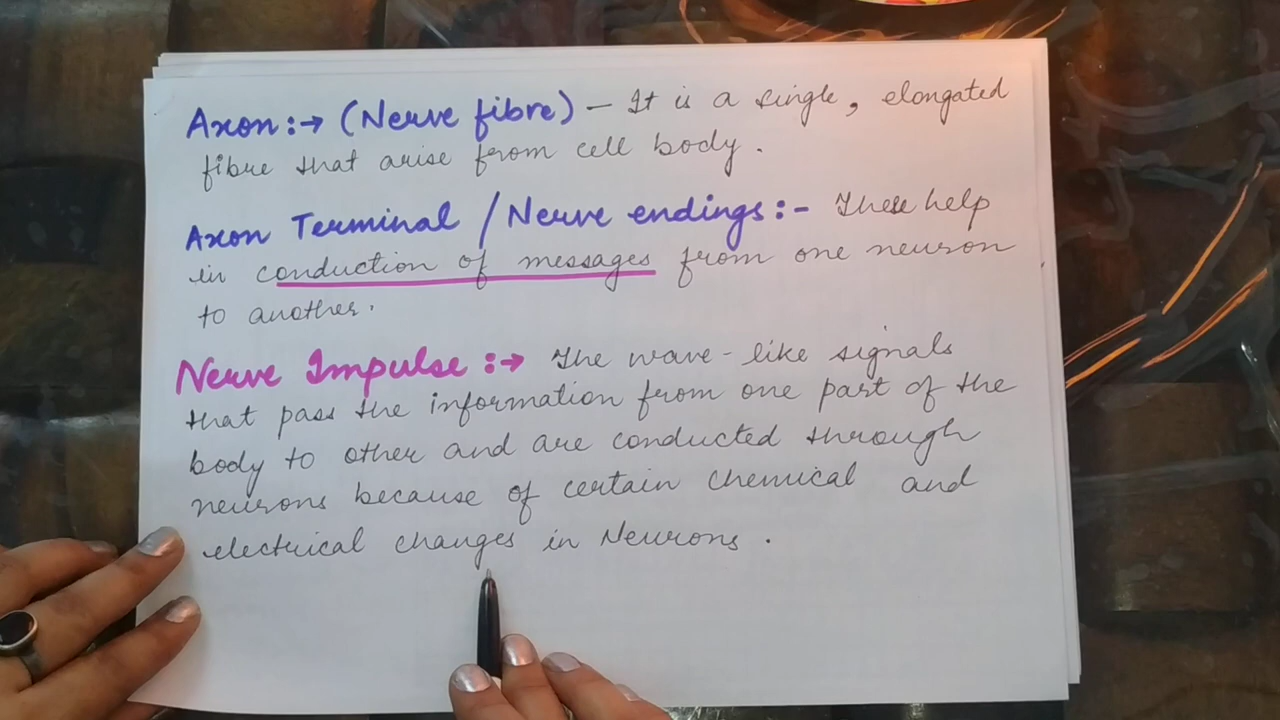 Axon:→ (Nerve fibre) – It is a single, elongated
fibre that arise from cell body.
Axon Terminal / Nerve endings:- These help
in conduction of messages from one neuron
to another.
Nerve Impulse:→ The wave-like signals
that pass the information from one part of the
body to other and are conducted through
neurons because of certain chemical and
electrical changes in Neurons.